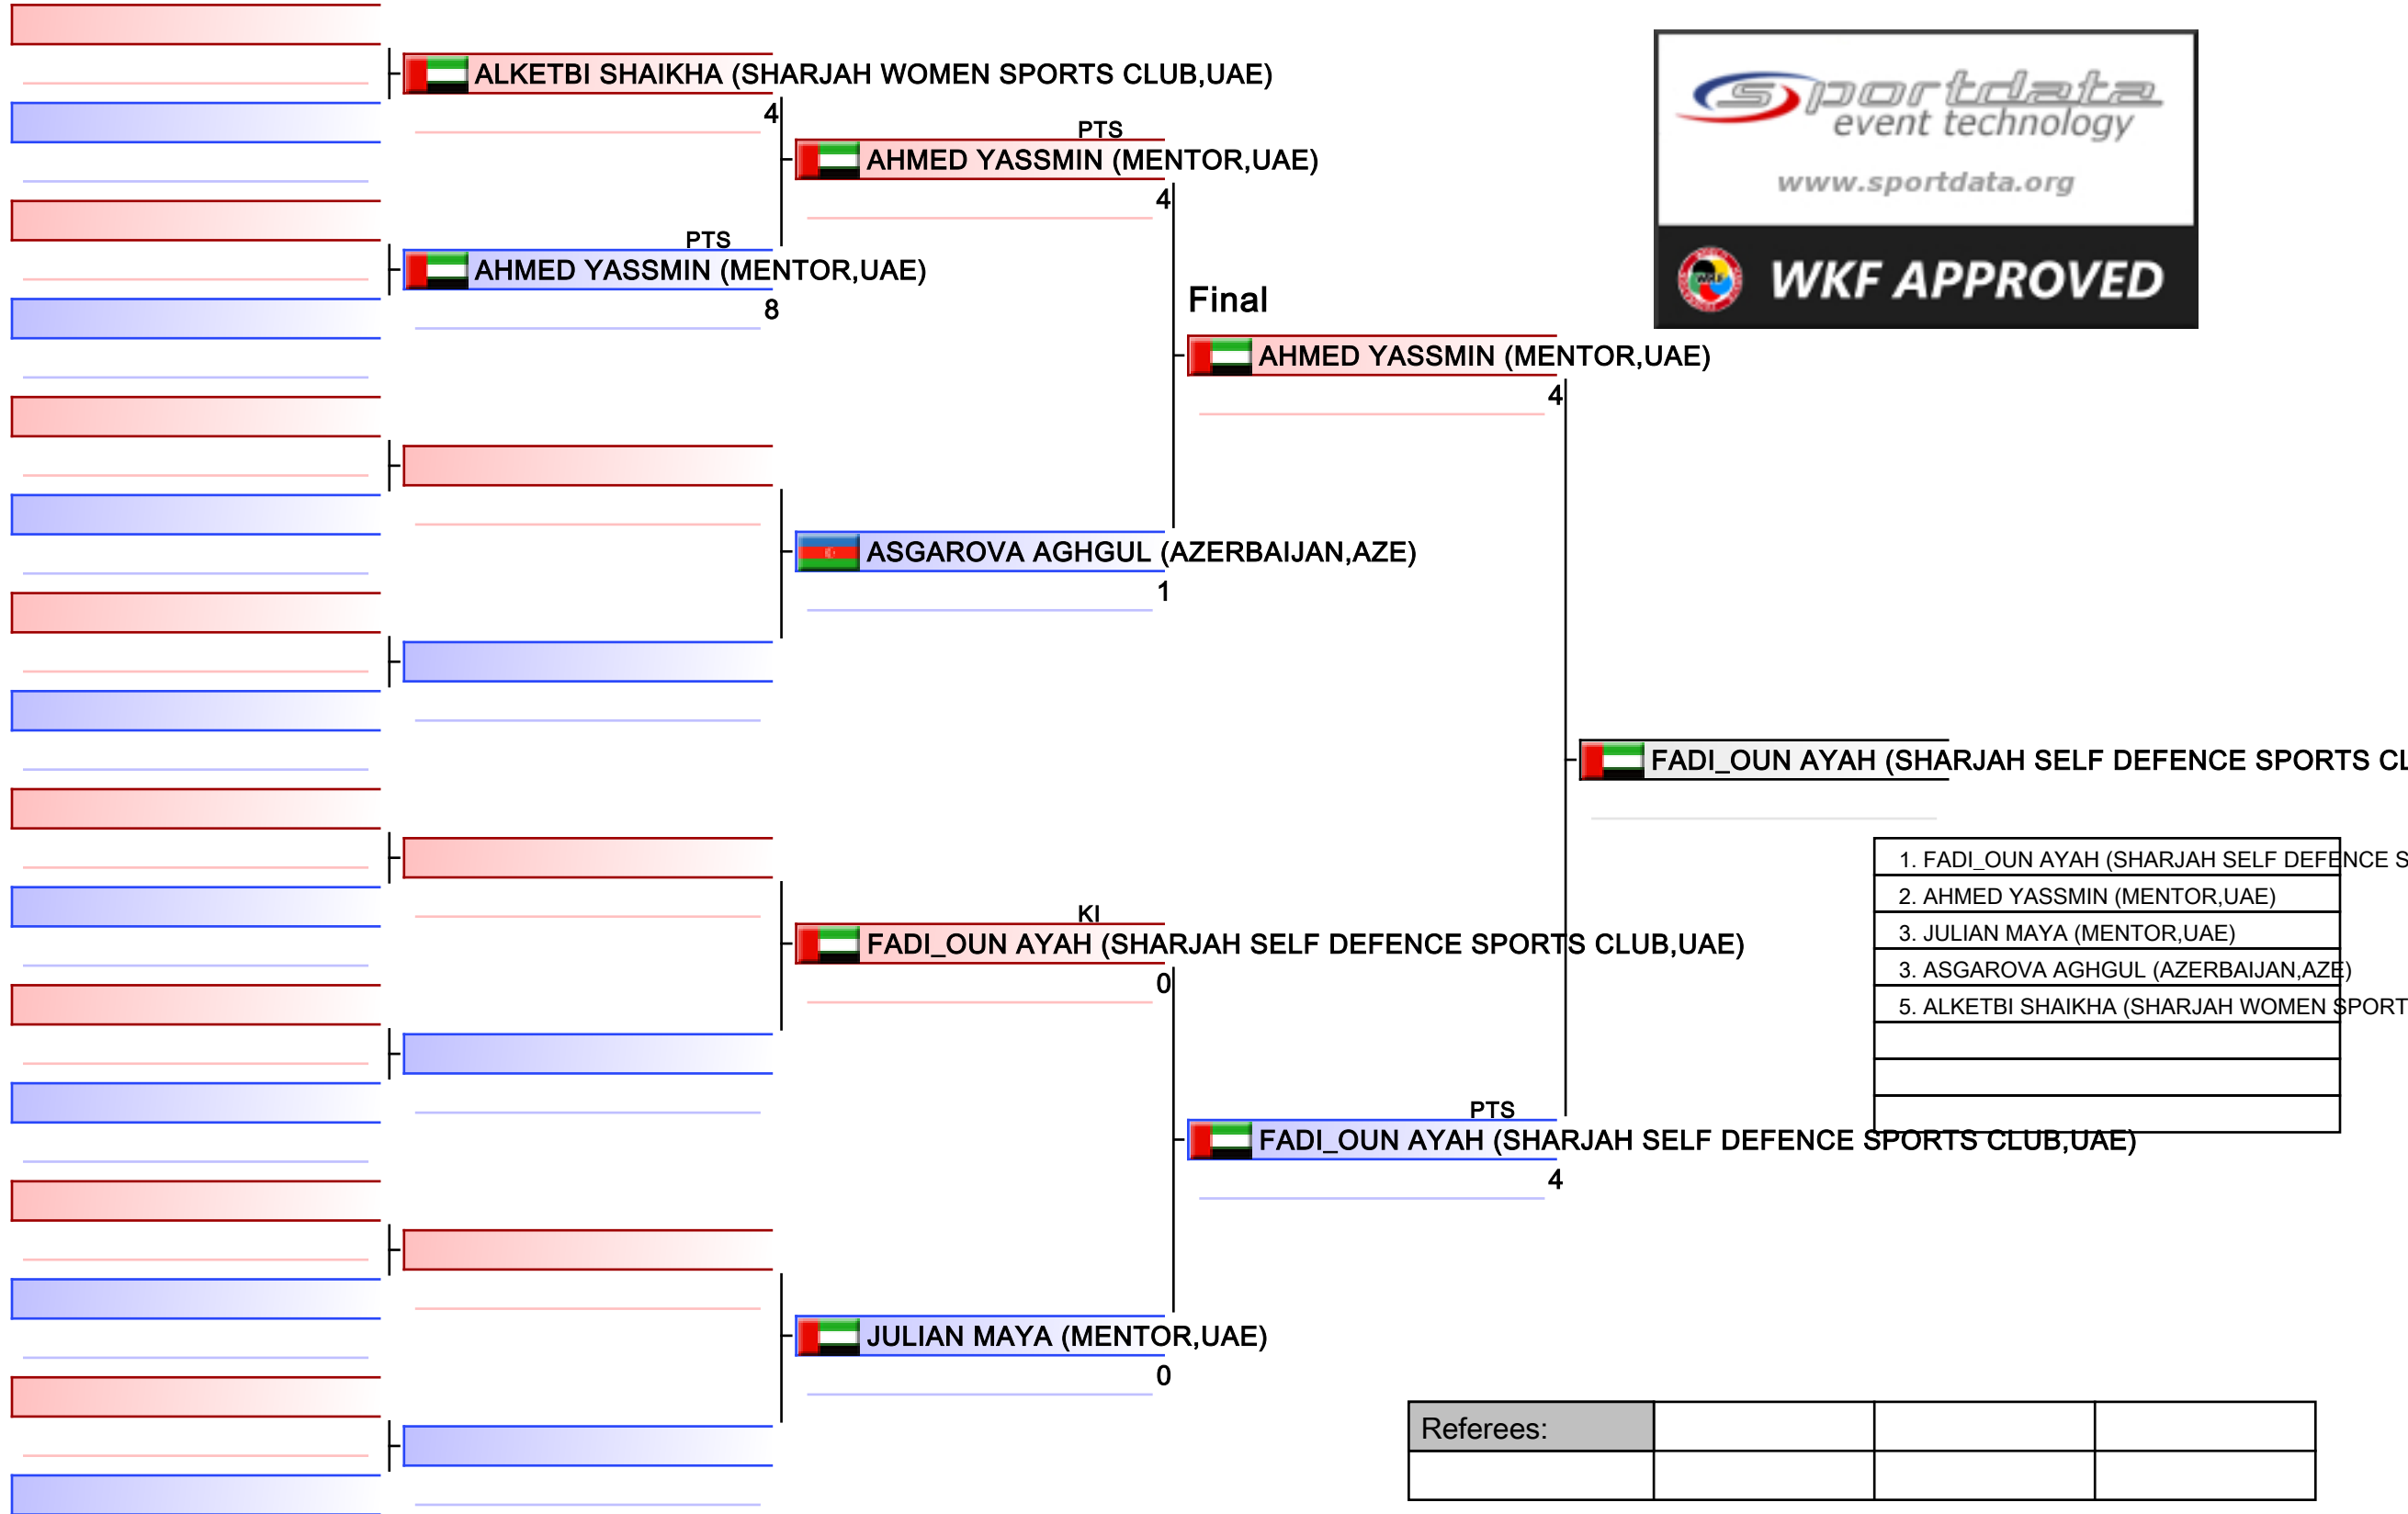 ALKETBI SHAIKHA (SHARJAH WOMEN SPORTS CLUB,UAE)
4
PTS
AHMED YASSMIN (MENTOR,UAE)
4
PTS
AHMED YASSMIN (MENTOR,UAE)
8
Final
AHMED YASSMIN (MENTOR,UAE)
4
ASGAROVA AGHGUL (AZERBAIJAN,AZE)
1
FADI_OUN AYAH (SHARJAH SELF DEFENCE SPORTS CL
KI
FADI_OUN AYAH (SHARJAH SELF DEFENCE SPORTS CLUB,UAE)
0
PTS
FADI_OUN AYAH (SHARJAH SELF DEFENCE SPORTS CLUB,UAE)
4
JULIAN MAYA (MENTOR,UAE)
0
sportdata
event technology
www.sportdata.org
WKF
WKF APPROVED
1. FADI_OUN AYAH (SHARJAH SELF DEFENCE S
2. AHMED YASSMIN (MENTOR,UAE)
3. JULIAN MAYA (MENTOR,UAE)
3. ASGAROVA AGHGUL (AZERBAIJAN,AZE)
5. ALKETBI SHAIKHA (SHARJAH WOMEN SPORT
Referees: